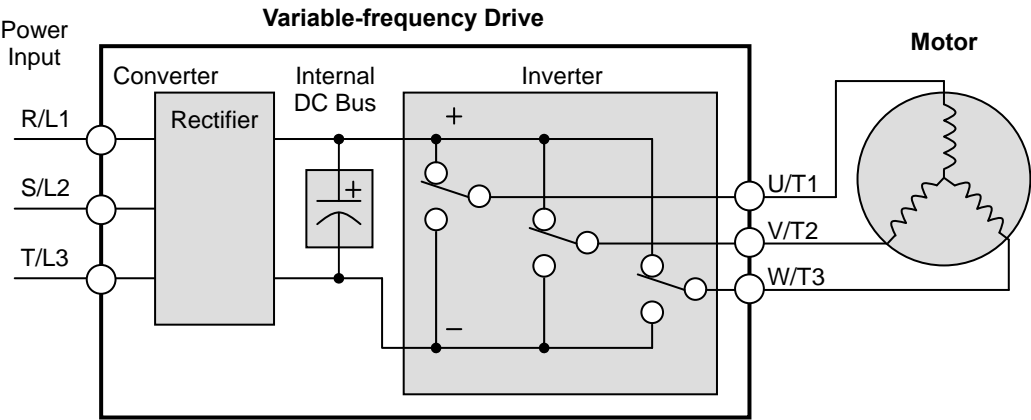 Variable-frequency Drive
Power
Input
Motor
Converter
Internal
DC Bus
Inverter
R/L1
Rectifier
+
S/L2
+
U/T1
V/T2
T/L3
W/T3
−